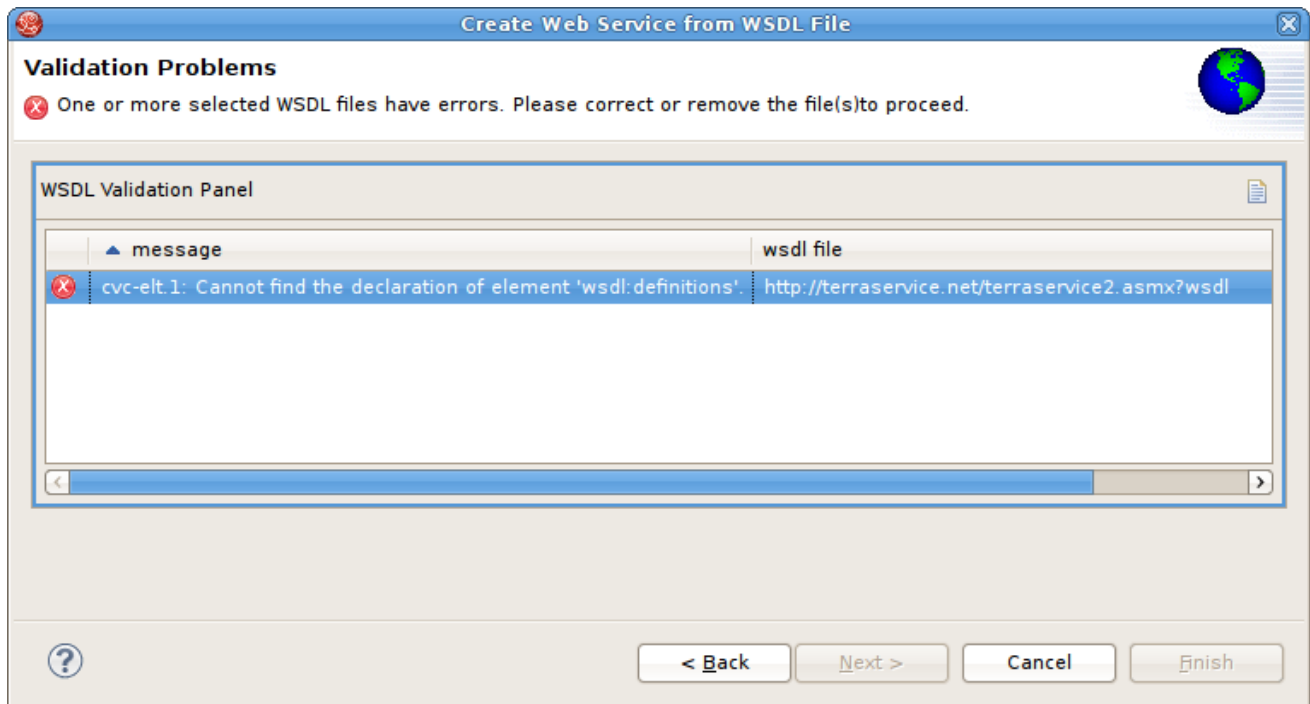 Create Web Service from WSDL File
Validation Problems
One or more selected WSDL files have errors. Please correct or remove the file(s)to proceed.
WSDL Validation Panel
message wsdl file
cvc-elt.1: Cannot find the declaration of element 'wsdl:definitions'. http://terraservice.net/terraservice2.asmx?wsdl
< Back Next > Cancel Finish